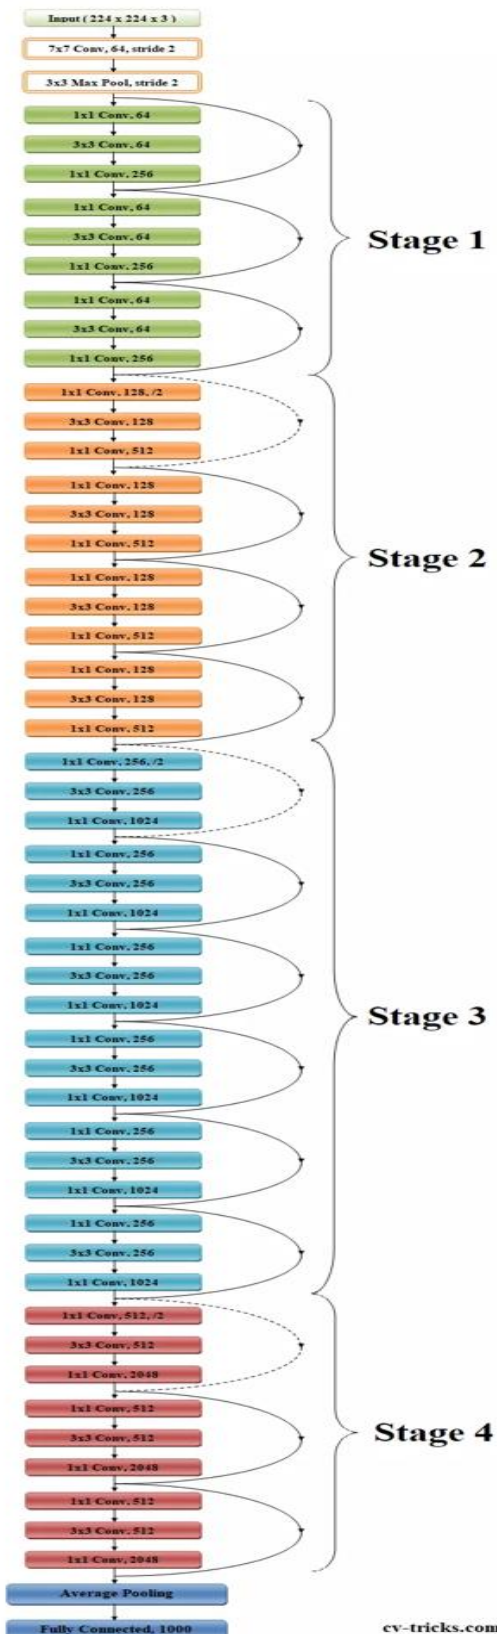 Input ( 224 x 224 x 3 )
7x7 Conv, 64, stride 2
3x3 Max Pool, stride 2
1x1 Conv, 64
3x3 Conv, 64
1x1 Conv, 256
1x1 Conv, 64
3x3 Conv, 64
1x1 Conv, 256
1x1 Conv, 64
3x3 Conv, 64
1x1 Conv, 256
Stage 1
1x1 Conv, 128, /2
3x3 Conv, 128
1x1 Conv, 512
1x1 Conv, 128
3x3 Conv, 128
1x1 Conv, 512
1x1 Conv, 128
3x3 Conv, 128
1x1 Conv, 512
1x1 Conv, 128
3x3 Conv, 128
1x1 Conv, 512
Stage 2
1x1 Conv, 256, /2
3x3 Conv, 256
1x1 Conv, 1024
1x1 Conv, 256
3x3 Conv, 256
1x1 Conv, 1024
1x1 Conv, 256
3x3 Conv, 256
1x1 Conv, 1024
1x1 Conv, 256
3x3 Conv, 256
1x1 Conv, 1024
1x1 Conv, 256
3x3 Conv, 256
1x1 Conv, 1024
1x1 Conv, 256
3x3 Conv, 256
1x1 Conv, 1024
Stage 3
1x1 Conv, 512, /2
3x3 Conv, 512
1x1 Conv, 2048
1x1 Conv, 512
3x3 Conv, 512
1x1 Conv, 2048
1x1 Conv, 512
3x3 Conv, 512
1x1 Conv, 2048
Stage 4
Average Pooling
Fully Connected, 1000
cv-tricks.com